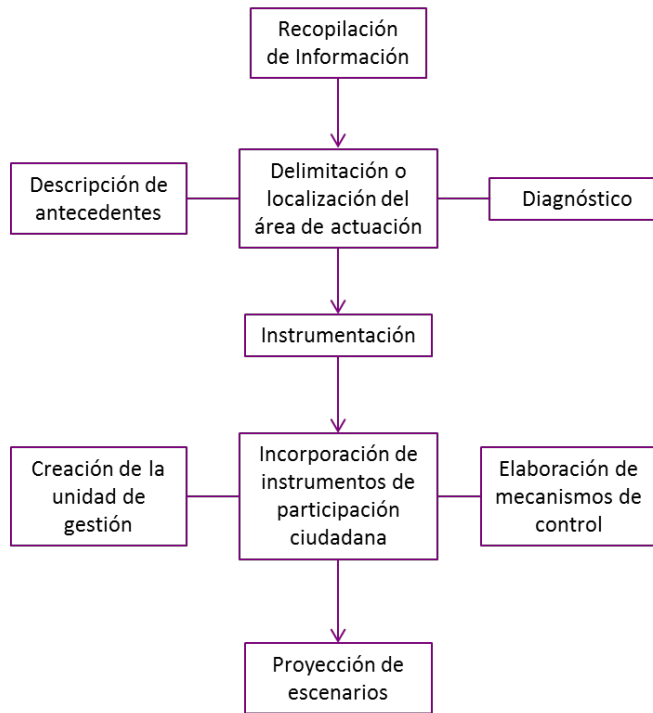 Recopilación
de Información
Descripción de
antecedentes
Delimitación o
localización del
área de actuación
Diagnóstico
Instrumentación
Creación de la
unidad de
gestión
Incorporación de
instrumentos de
participación
ciudadana
Elaboración de
mecanismos de
control
Proyección de
escenarios